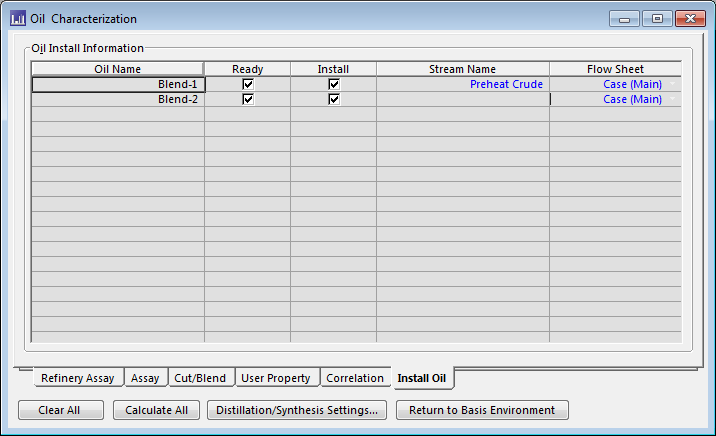 Oil Characterization
Oil Install Information
Oil Name Ready Install Stream Name Flow Sheet
Blend-1 Preheat Crude Case (Main)
Blend-2 Case (Main)
Refinery Assay Assay Cut/Blend User Property Correlation Install Oil
Clear All Calculate All Distillation/Synthesis Settings... Return to Basis Environment